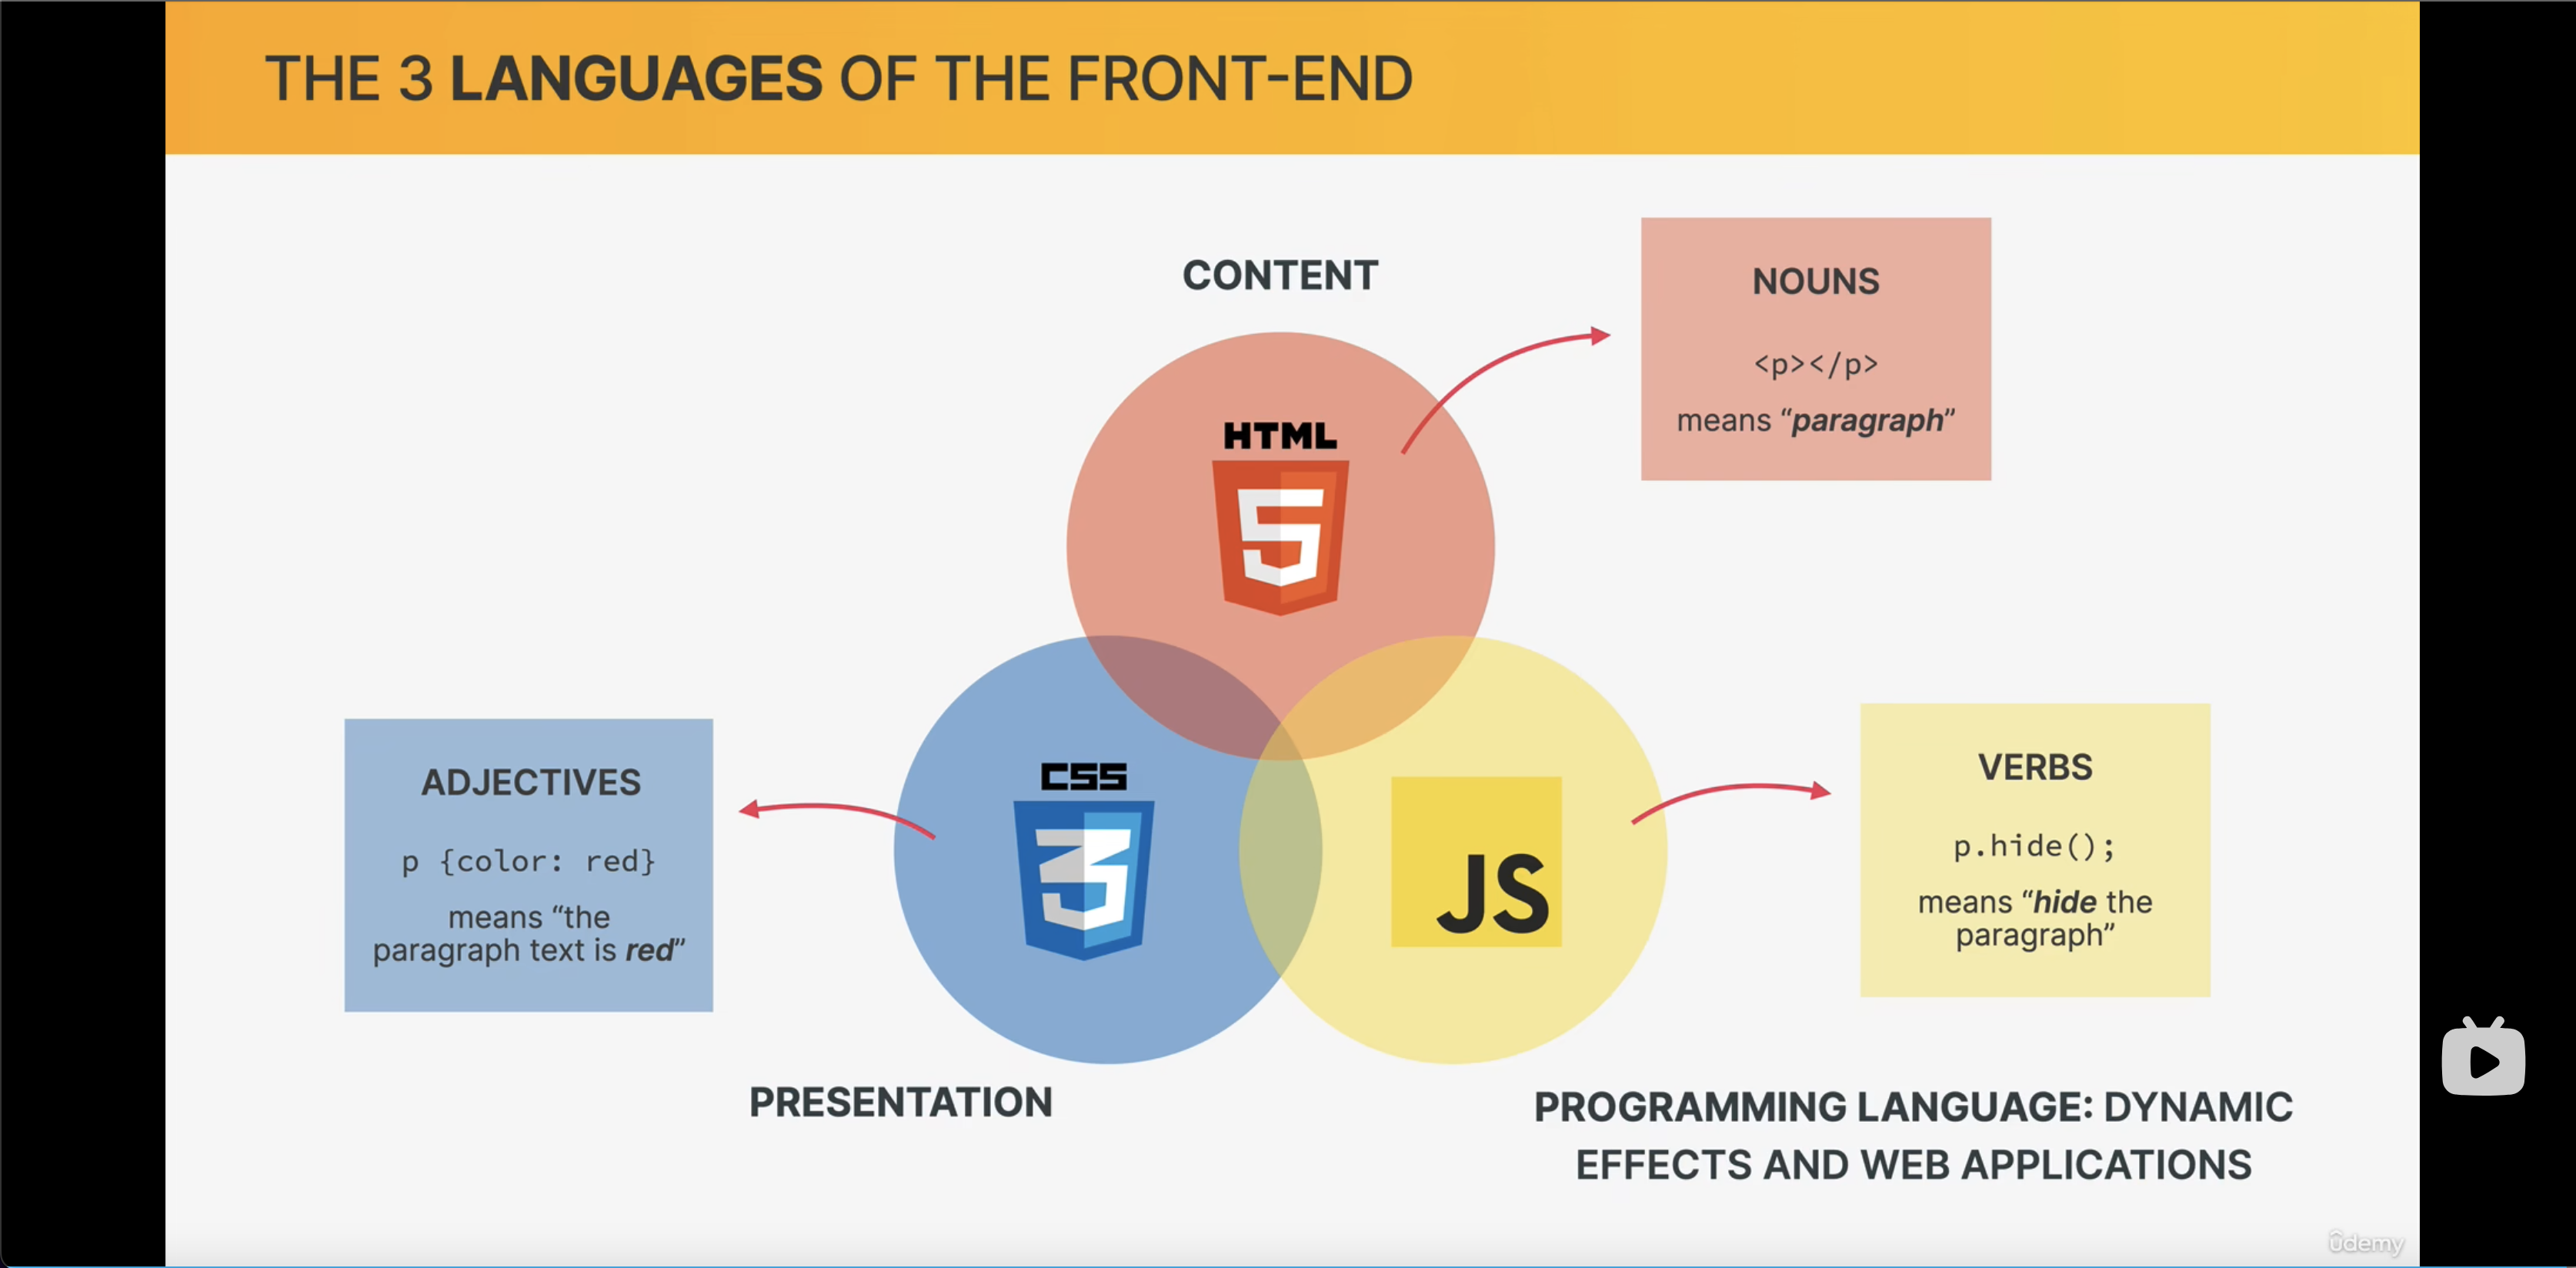 THE 3 LANGUAGES OF THE FRONT-END
CONTENT
HTML
5
NOUNS
<p></p>
means “paragraph”
ADJECTIVES
p {color: red}
means “the
paragraph text is red”
CSS
3
PRESENTATION
JS
VERBS
p.hide();
means “hide the
paragraph”
PROGRAMMING LANGUAGE: DYNAMIC
EFFECTS AND WEB APPLICATIONS
ûdemy